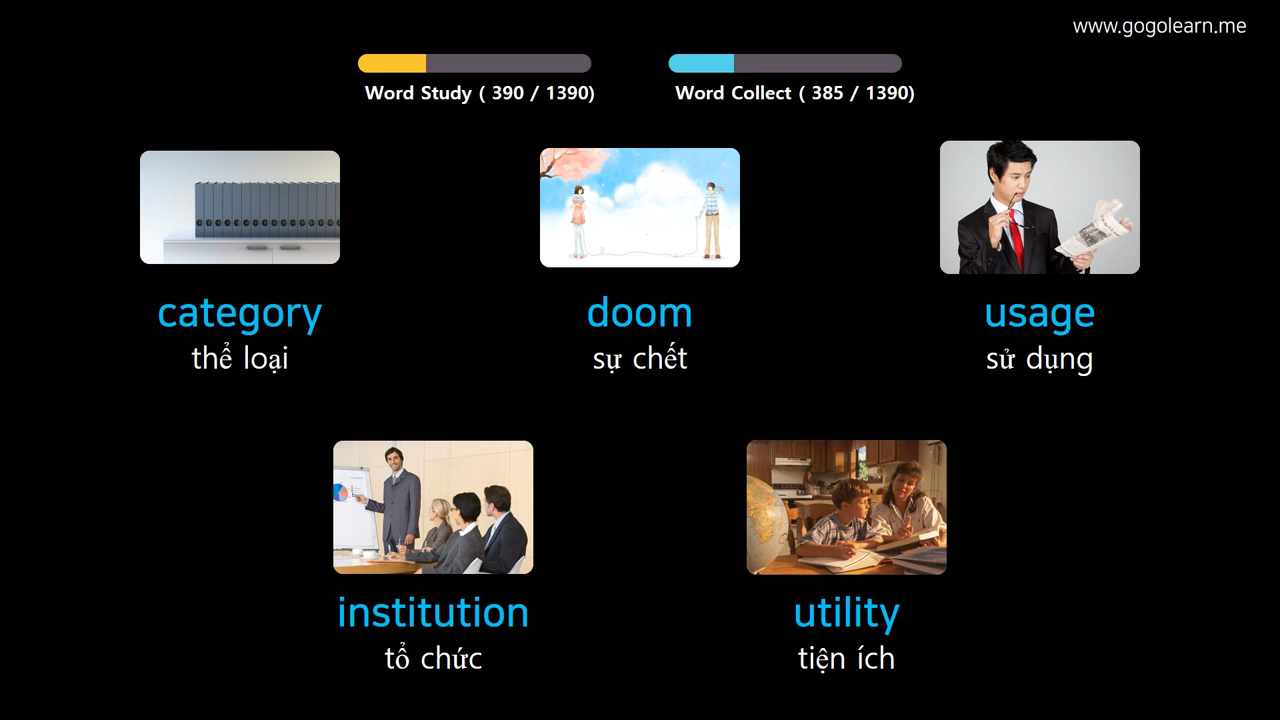 www.gogolearn.me
Word Study ( 390 / 1390)
Word Collect ( 385 / 1390)
category
thể loại
doom
sự chết
usage
sử dụng
institution
tổ chức
utility
tiện ích